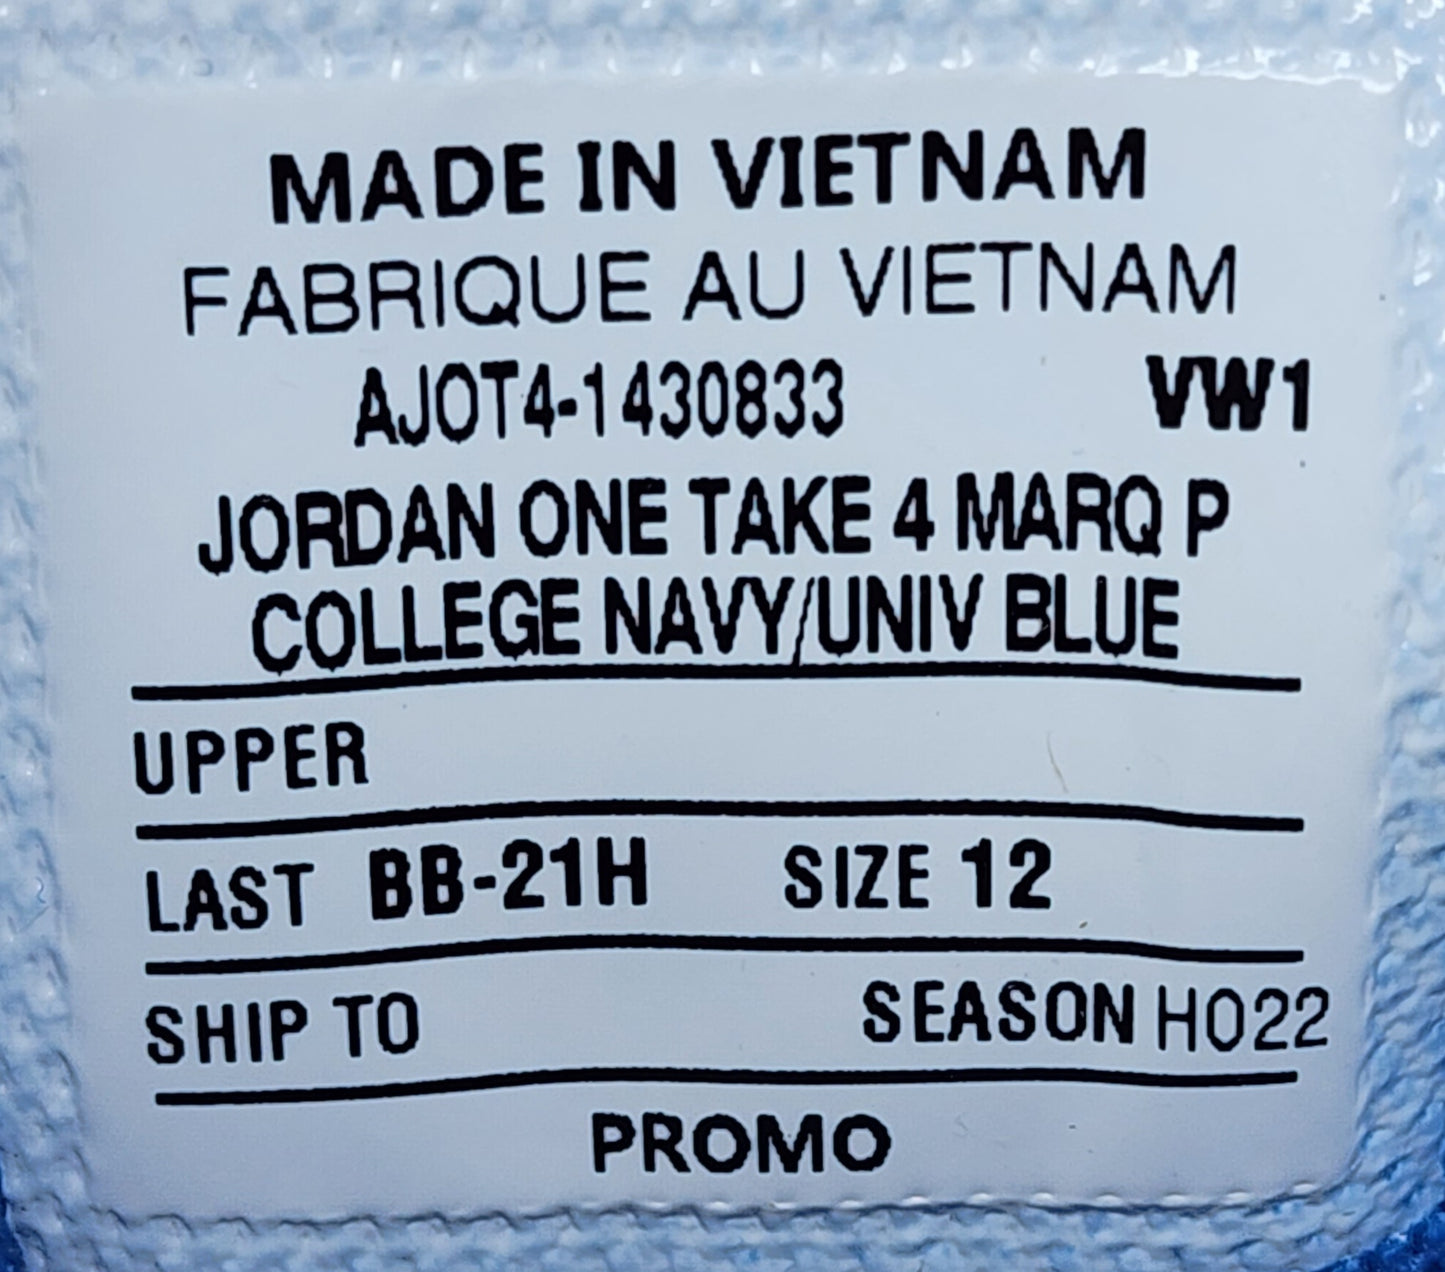 MADE IN VIETNAM
FABRIQUE AU VIETNAM
AJOT4-1430833 VW1
JORDAN ONE TAKE 4 MARQ P
COLLEGE NAVY/UNIV BLUE
UPPER
LAST BB-21H SIZE 12
SHIP TO SEASON HO22
PROMO